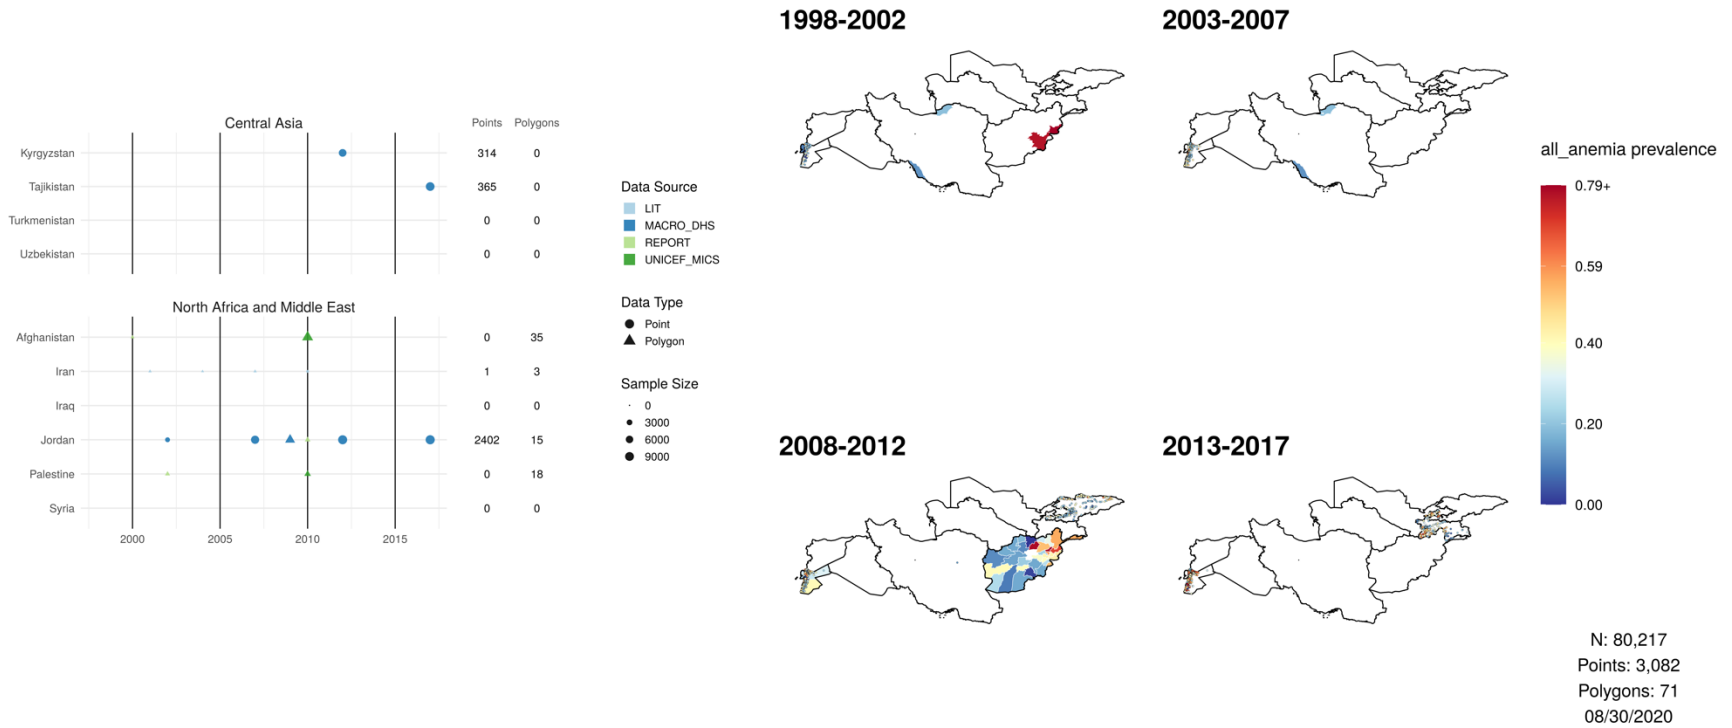 Central Asia
Points Polygons
Kyrgyzstan 314 0
Tajikistan 365 0
Turkmenistan 0 0
Uzbekistan 0 0
North Africa and Middle East
Afghanistan 0 35
Iran 1 3
Iraq 0 0
Jordan 2402 15
Palestine 0 18
Syria 0 0
2000 2005 2010 2015
Data Source
LIT
MACRO_DHS
REPORT
UNICEF_MICS
Data Type
Point
Polygon
Sample Size
0
3000
6000
9000
1998-2002
2003-2007
2008-2012
2013-2017
all_anemia prevalence
0.79+
0.59
0.40
0.20
0.00
N: 80,217
Points: 3,082
Polygons: 71
08/30/2020